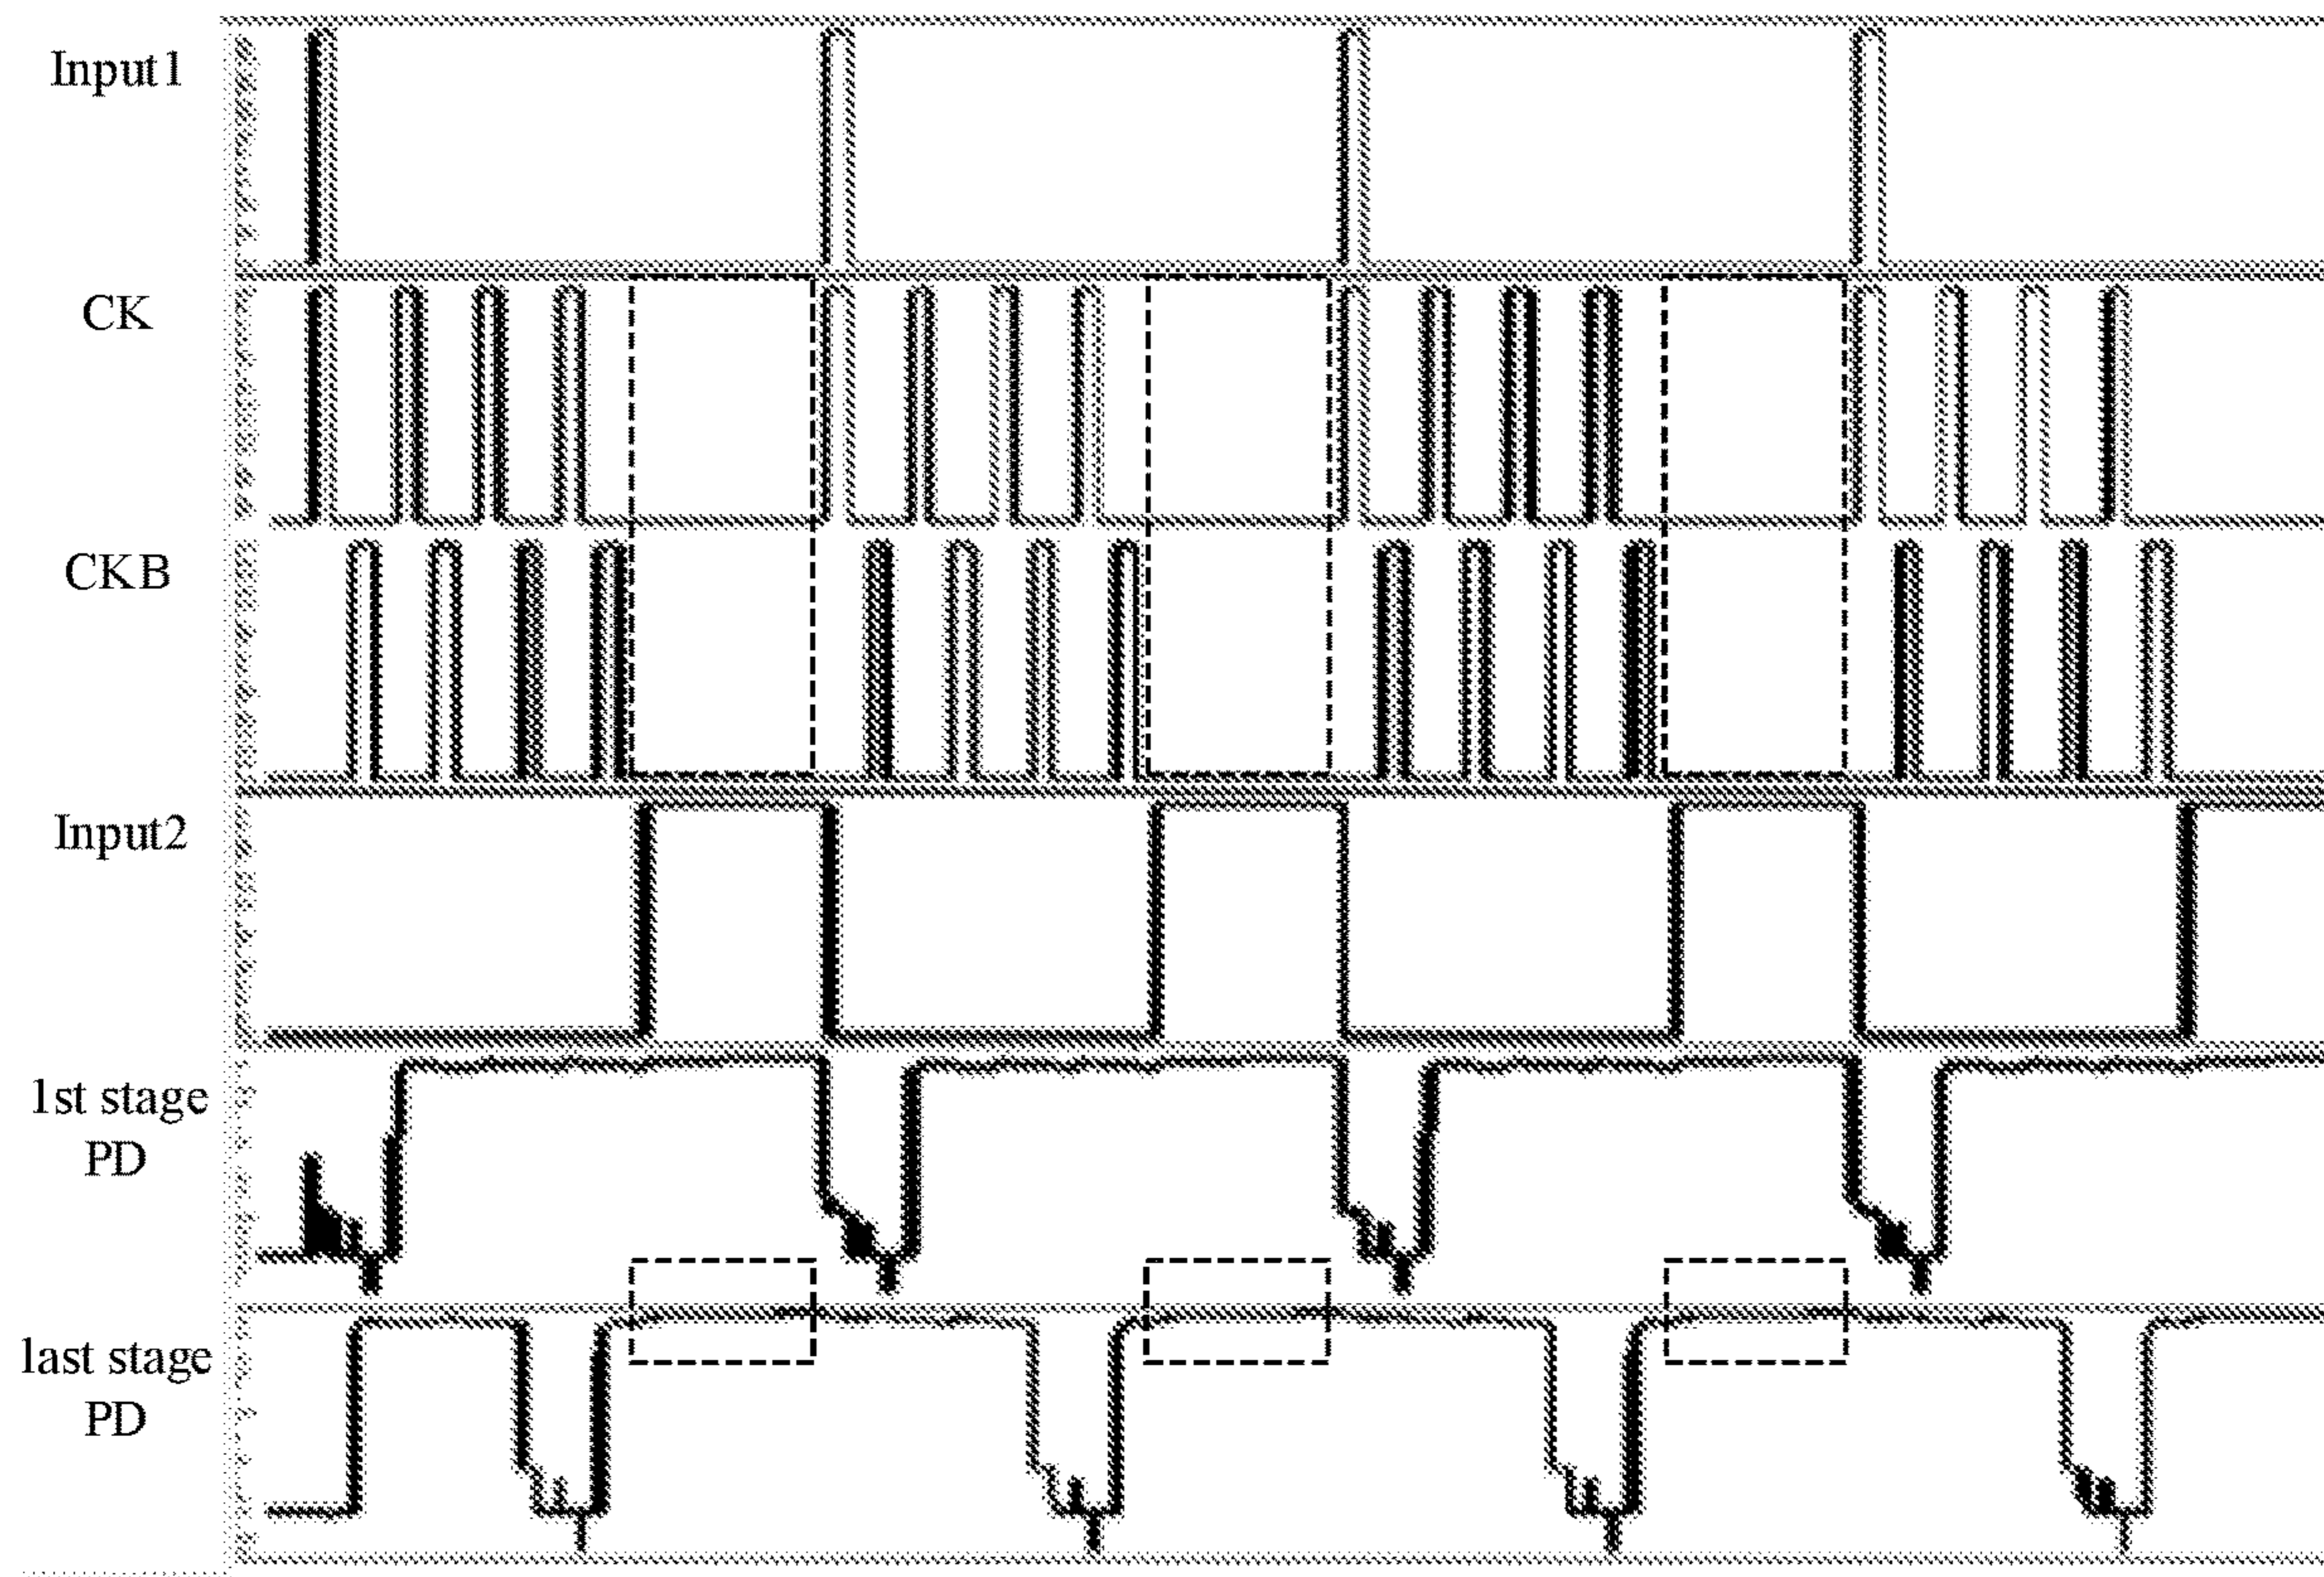 Input1
CK
CKB
Input2
1st stage
PD
last stage
PD